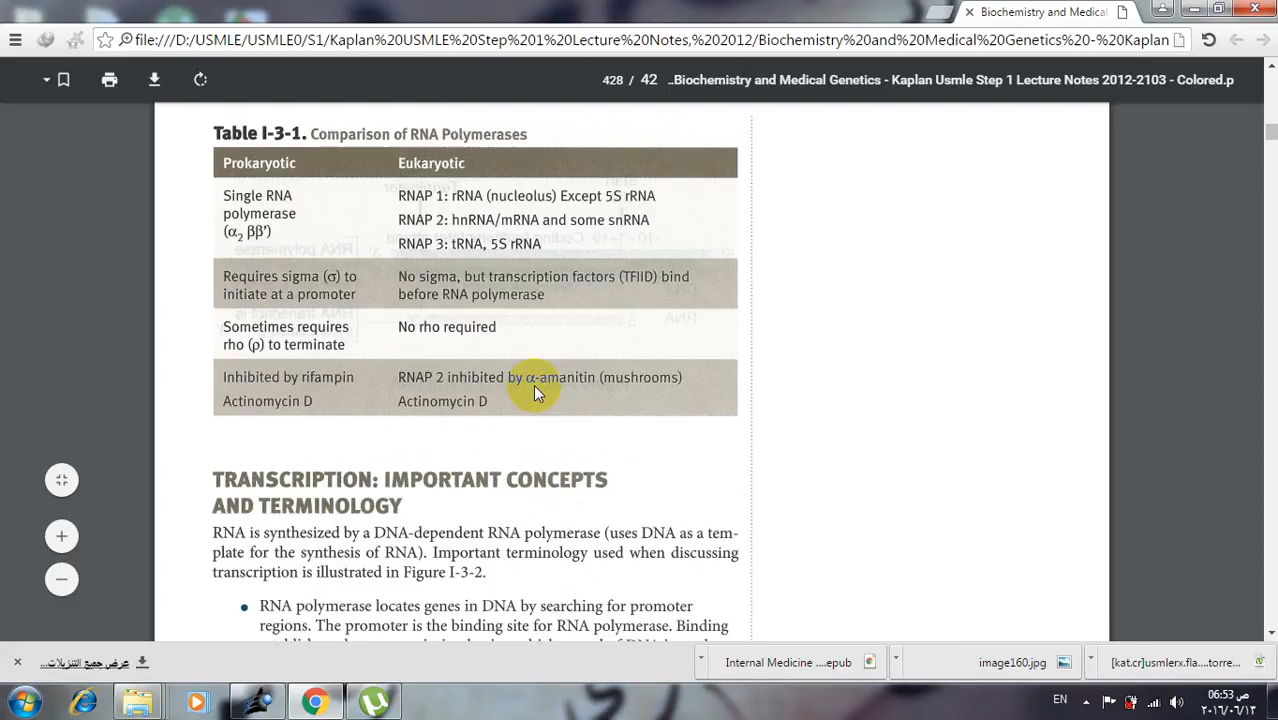 Biochemistry and Medical
file:///D:/USMLE/USMLE0/S1/Kaplan%20USMLE%20Step%201%20Lecture%20Notes,%202012/Biochemistry%20and%20Medical%20Genetics%20-%20Kaplan
428 / 42 ..Biochemistry and Medical Genetics - Kaplan Usmle Step 1 Lecture Notes 2012-2103 - Colored.p
Table I-3-1. Comparison of RNA Polymerases
Prokaryotic Eukaryotic
Single RNA
polymerase
(α₂ ββ')
RNAP 1: rRNA (nucleolus) Except 5S rRNA
RNAP 2: hnRNA/mRNA and some snRNA
RNAP 3: tRNA, 5S rRNA
Requires sigma (σ) to
initiate at a promoter
No sigma, but transcription factors (TFIID) bind
before RNA polymerase
Sometimes requires
rho (ρ) to terminate
No rho required
Inhibited by rifampin
Actinomycin D
RNAP 2 inhibited by α-amanitin (mushrooms)
Actinomycin D
TRANSCRIPTION: IMPORTANT CONCEPTS
AND TERMINOLOGY
RNA is synthesized by a DNA-dependent RNA polymerase (uses DNA as a tem-
plate for the synthesis of RNA). Important terminology used when discussing
transcription is illustrated in Figure I-3-2.
• RNA polymerase locates genes in DNA by searching for promoter
regions. The promoter is the binding site for RNA polymerase. Binding
عرض جميع التنزيلات...
Internal Medicine ....epub
image160.jpg
[kat.cr]usmlerx.fla....torre...
EN
06:53 ص
٢٠١٦/٠٦/١٣